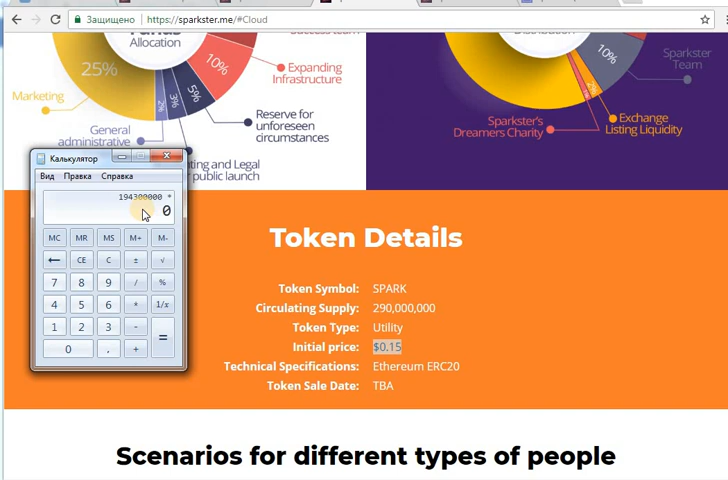 Защищено https://sparkster.me/#Cloud
Allocation
10%
Expanding
Infrastructure
25%
Marketing
5%
3%
2%
Reserve for
unforeseen
circumstances
General
administrative
and Legal
public launch
10%
Sparkster
Team
2%
Exchange
Listing Liquidity
Sparkster's
Dreamers Charity
Калькулятор
Вид Правка Справка
194300000 *
0
MC MR MS M+ M-
← CE C ± √
7 8 9 / %
4 5 6 * 1/x
1 2 3 - =
0 , +
Token Details
Token Symbol: SPARK
Circulating Supply: 290,000,000
Token Type: Utility
Initial price: $0.15
Technical Specifications: Ethereum ERC20
Token Sale Date: TBA
Scenarios for different types of people